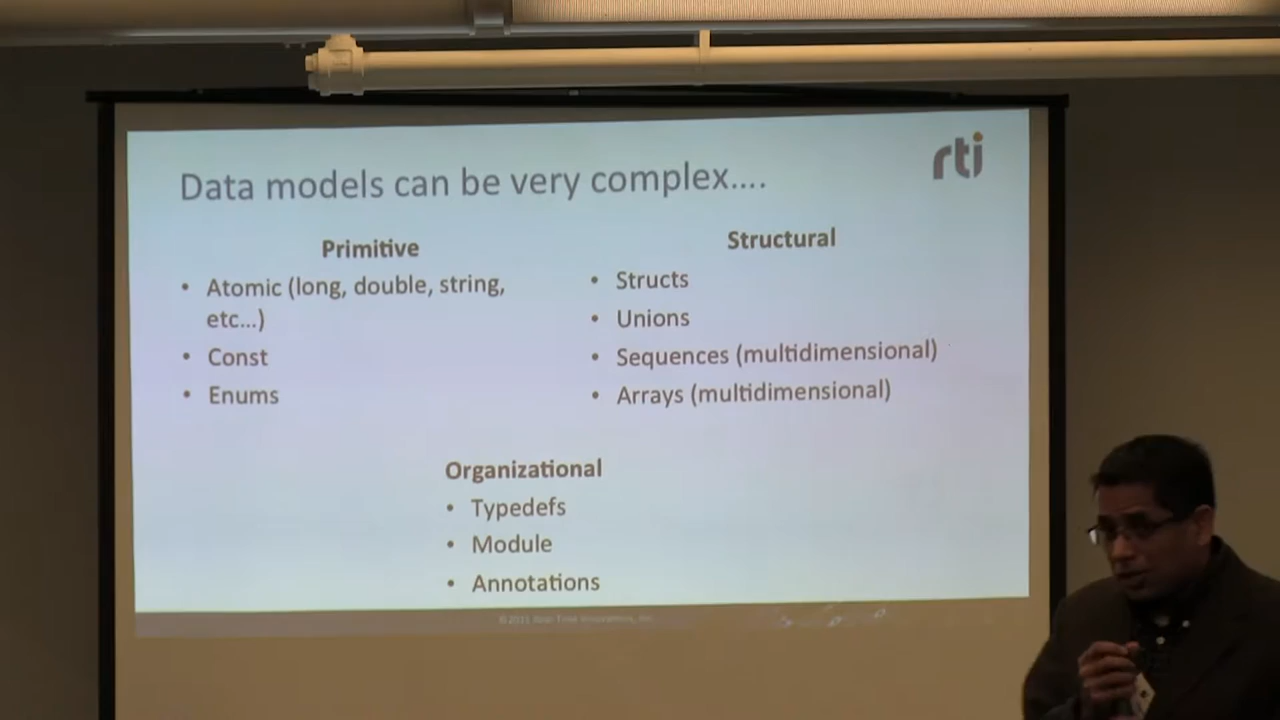 rti
Data models can be very complex....
Primitive
• Atomic (long, double, string,
etc...)
• Const
• Enums
Structural
• Structs
• Unions
• Sequences (multidimensional)
• Arrays (multidimensional)
Organizational
• Typedefs
• Module
• Annotations